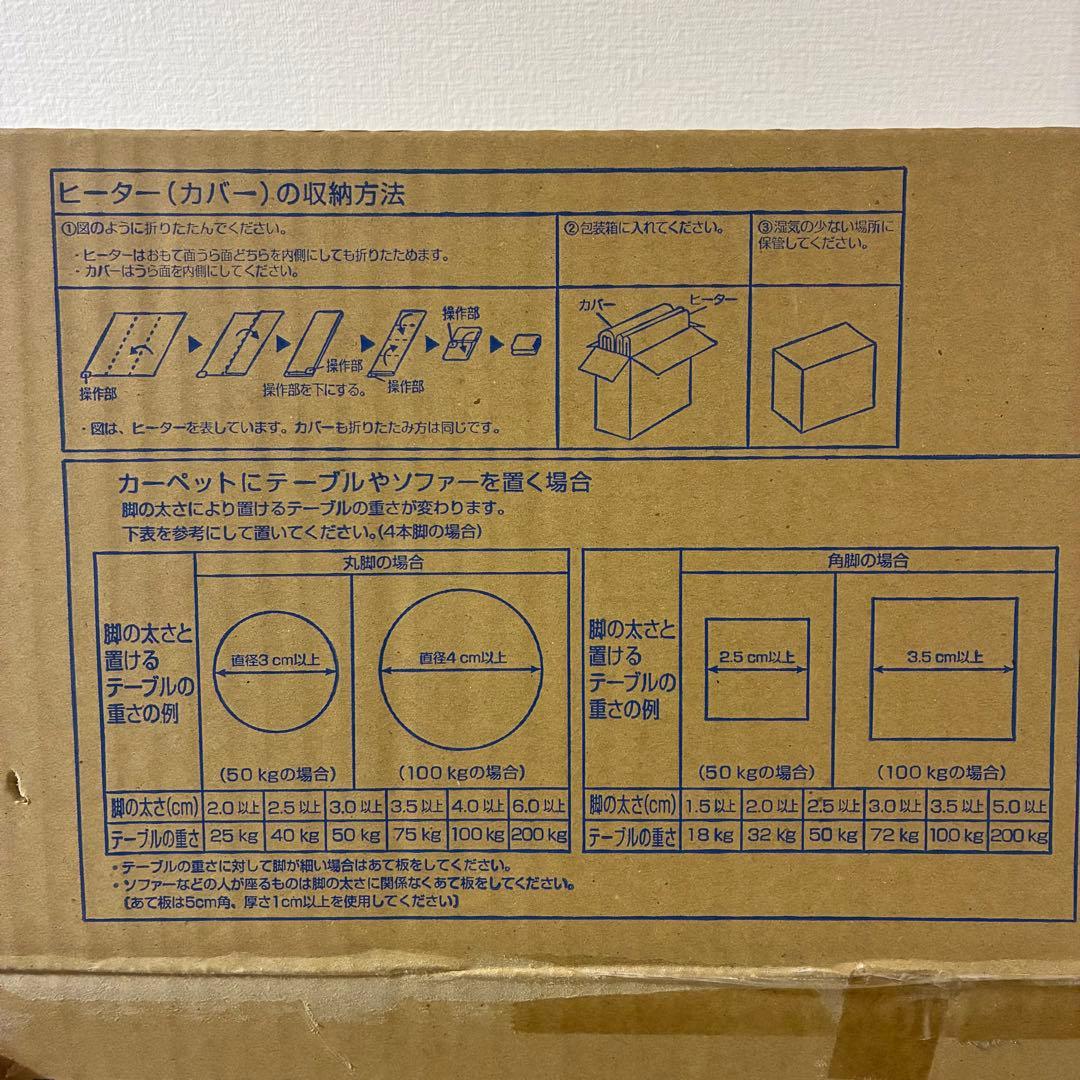 ヒーター(カバー)の収納方法
①図のように折りたたんでください。
・ヒーターはおもて面うら面どちらを内側にしても折りたためます。
・カバーはうら面を内側にしてください。
②包装箱に入れてください。
③湿気の少ない場所に
保管してください。
操作部
操作部を下にする。
操作部
操作部
操作部
カバー
ヒーター
・図は、ヒーターを表しています。カバーも折りたたみ方は同じです。
カーペットにテーブルやソファーを置く場合
脚の太さにより置けるテーブルの重さが変わります。
下表を参考にして置いてください。(4本脚の場合)
丸脚の場合
脚の太さと
置ける
テーブルの
重さの例
直径3cm以上
直径4cm以上
(50kgの場合)
(100kgの場合)
脚の太さ(cm) 2.0以上 2.5以上 3.0以上 3.5以上 4.0以上 6.0以上
テーブルの重さ 25kg 40kg 50kg 75kg 100kg 200kg
角脚の場合
脚の太さと
置ける
テーブルの
重さの例
2.5cm以上
3.5cm以上
(50kgの場合)
(100kgの場合)
脚の太さ(cm) 1.5以上 2.0以上 2.5以上 3.0以上 3.5以上 5.0以上
テーブルの重さ 18kg 32kg 50kg 72kg 100kg 200kg
・テーブルの重さに対して脚が細い場合はあて板をしてください。
・ソファーなどの人が座るものは脚の太さに関係なくあて板をしてください。
〔あて板は5cm角、厚さ1cm以上を使用してください〕